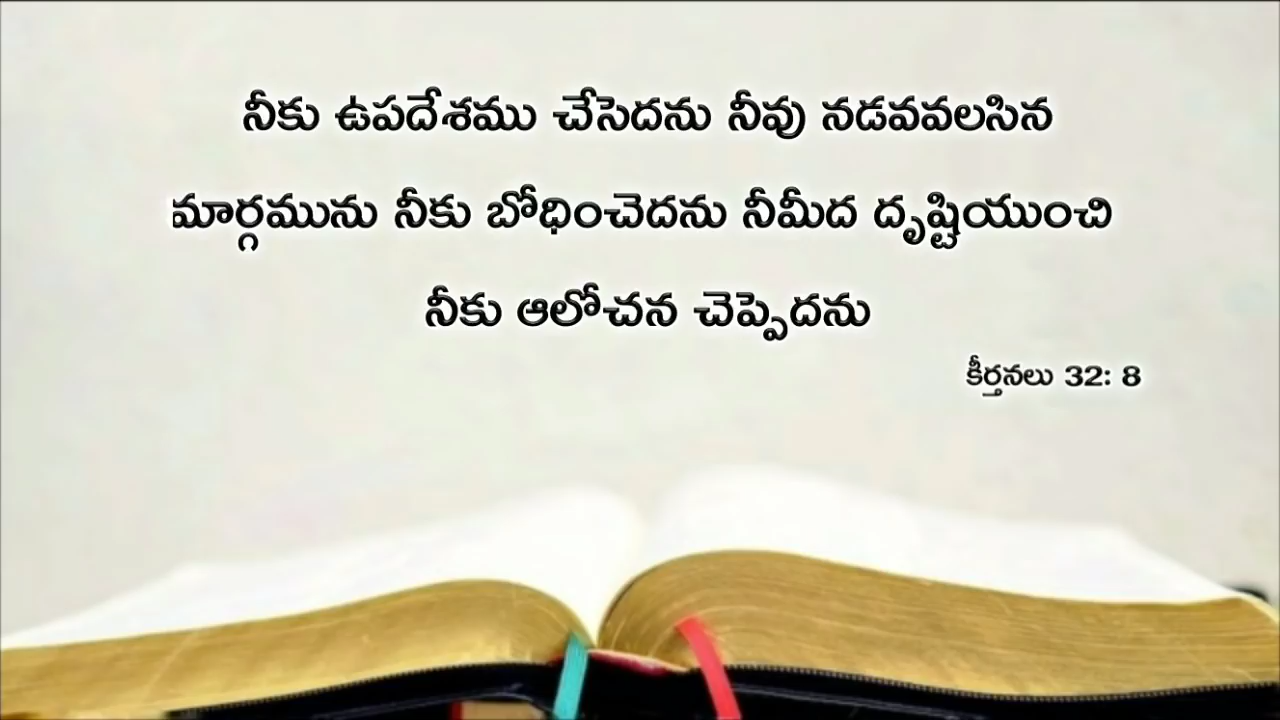 నీకు ఉపదేశము చేసెదను నీవు నడవవలసిన
మార్గమును నీకు బోధించెదను నీమీద దృష్టియుంచి
నీకు ఆలోచన చెప్పెదను
కీర్తనలు 32: 8